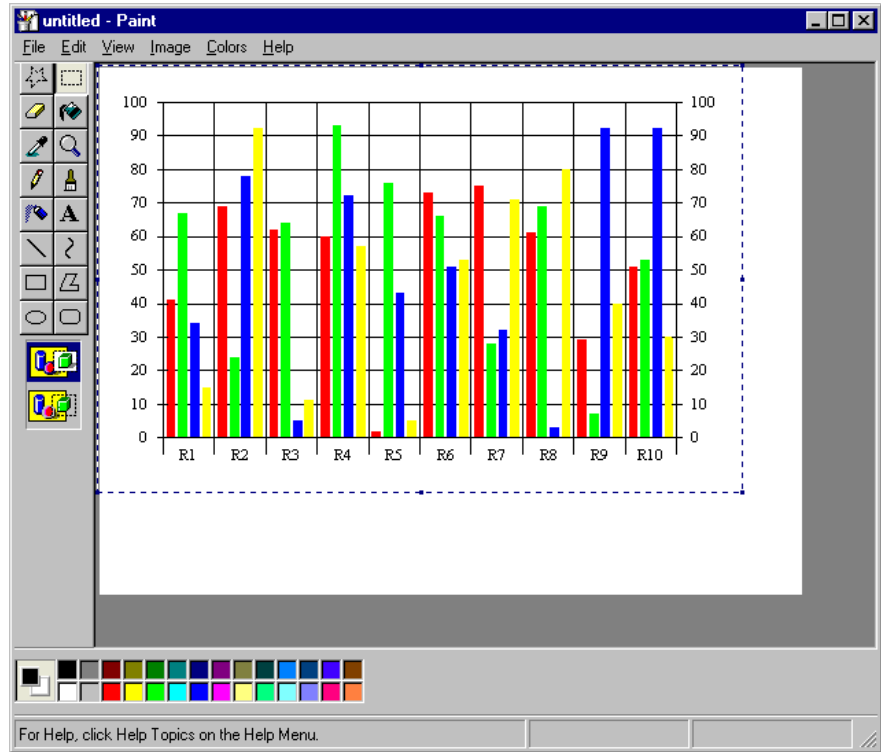 untitled - Paint
File Edit View Image Colors Help
A
100 100
90 90
80 80
70 70
60 60
50 50
40 40
30 30
20 20
10 10
0 0
R1 R2 R3 R4 R5 R6 R7 R8 R9 R10
For Help, click Help Topics on the Help Menu.